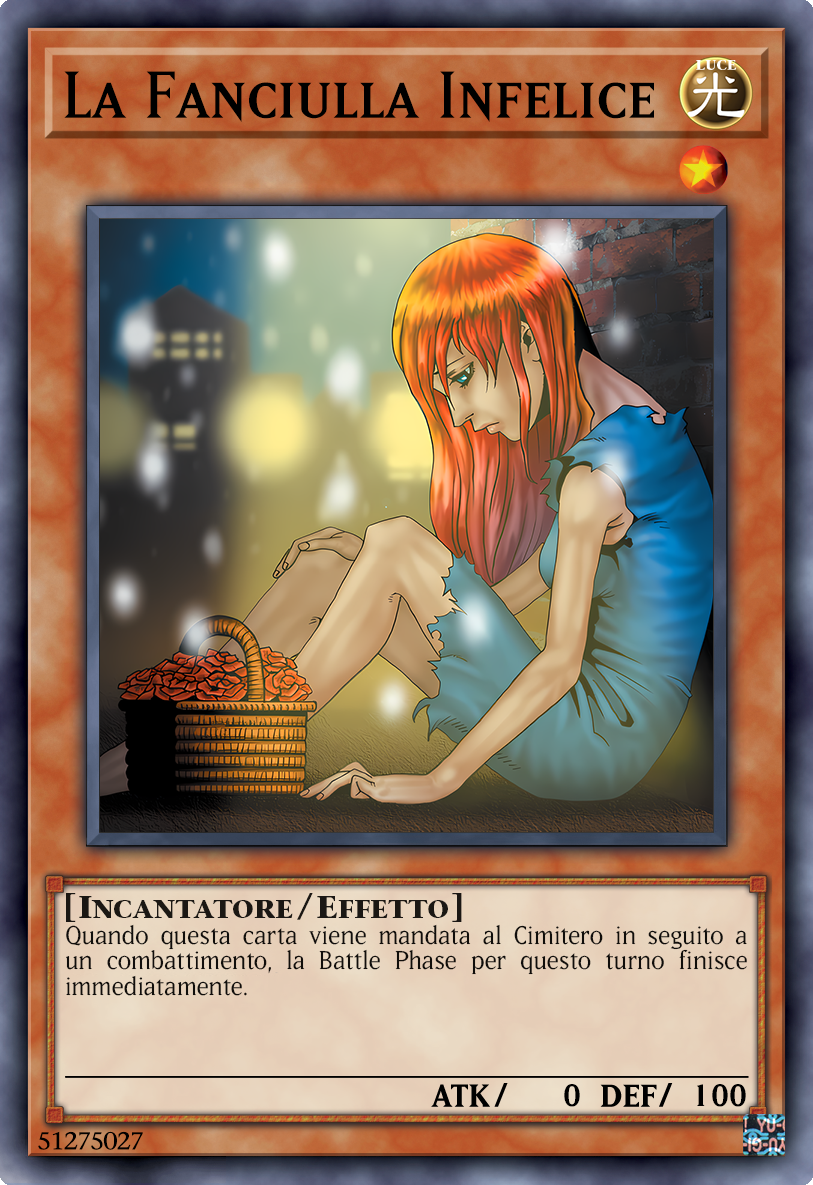 La Fanciulla Infelice
LUCE
光
[Incantatore/Effetto]
Quando questa carta viene mandata al Cimitero in seguito a
un combattimento, la Battle Phase per questo turno finisce
immediatamente.
ATK/ 0 DEF/ 100
51275027